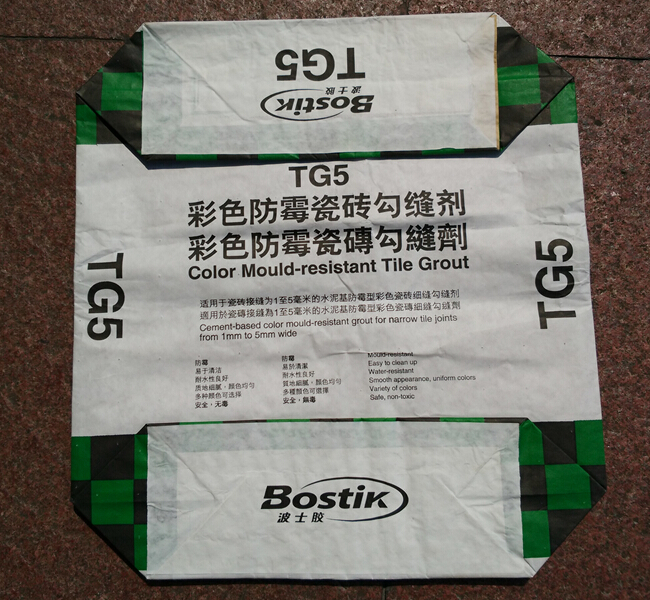 TG5
Bostik
波士胶
TG5
彩色防霉瓷砖勾缝剂
彩色防霉瓷磚勾縫劑
Color Mould-resistant Tile Grout
TG5
TG5
适用于瓷砖接缝为1至5毫米的水泥基防霉型彩色瓷砖细缝勾缝剂
適用於瓷磚接縫為1至5毫米的水泥基防霉型彩色瓷磚細縫勾縫劑
Cement-based color mould-resistant grout for narrow tile joints
from 1mm to 5mm wide
防霉
易于清洁
耐水性良好
质地细腻、颜色均匀
多种颜色可选择
安全，无毒
防霉
易於清潔
耐水性良好
質地細膩、顏色均勻
多種顏色可選擇
安全，無毒
Mould-resistant
Easy to clean up
Water-resistant
Smooth appearance, uniform colors
Variety of colors
Safe, non-toxic
Bostik
波士胶